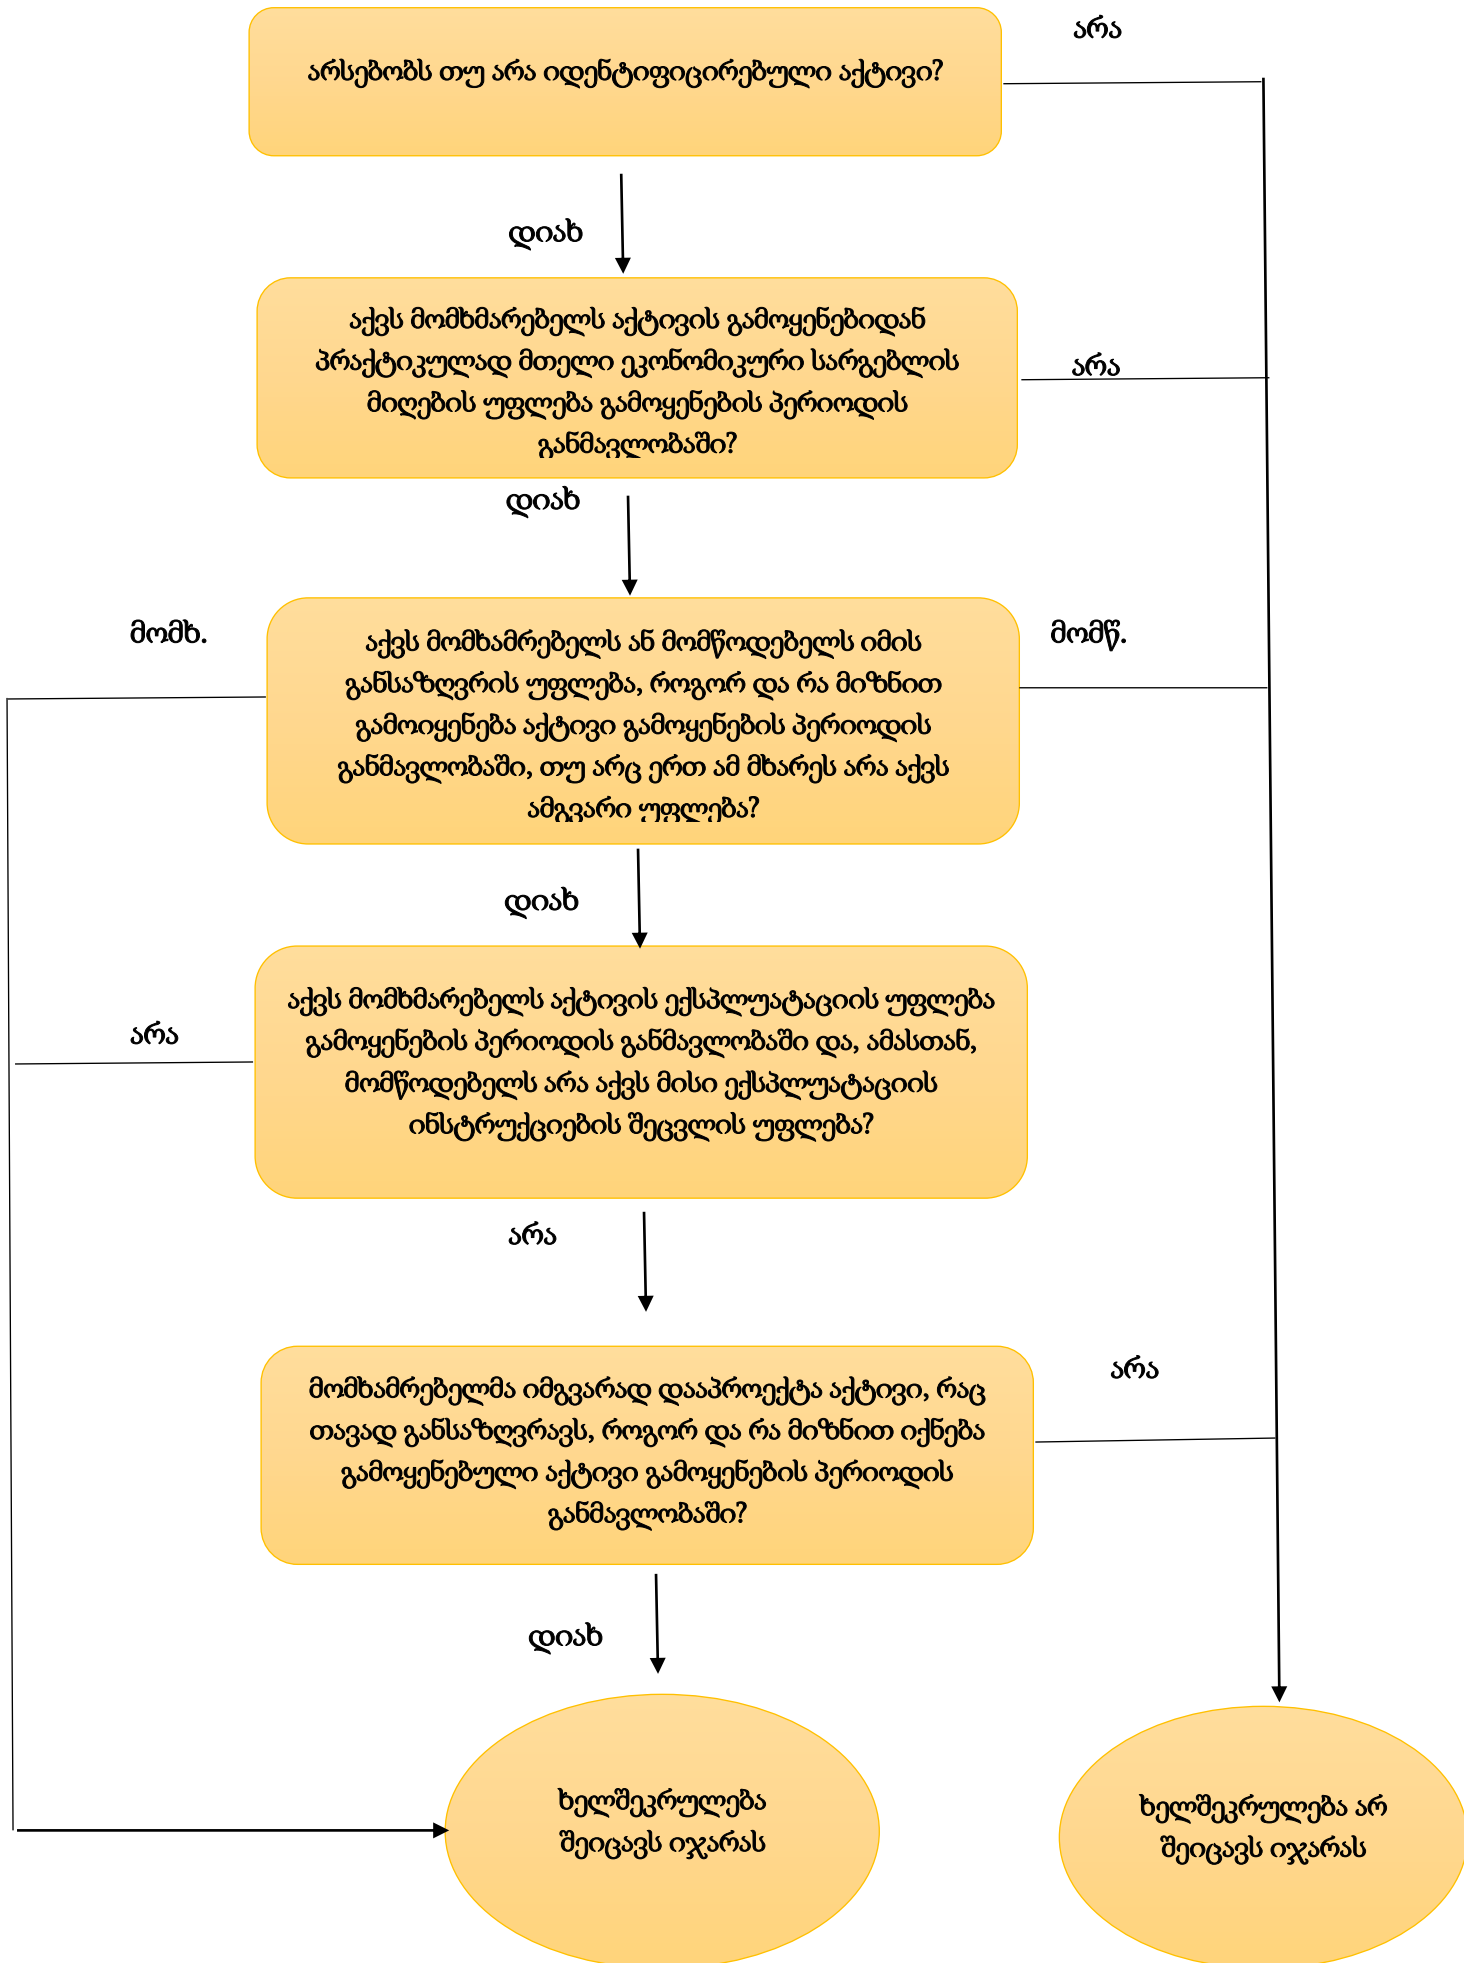 არა
არსებობს თუ არა იდენტიფიცირებული აქტივი?
დიახ
აქვს მომხმარებელს აქტივის გამოყენებიდან
პრაქტიკულად მთელი ეკონომიკური სარგებლის
მიღების უფლება გამოყენების პერიოდის
განმავლობაში?
არა
დიახ
მომხ.
მომწ.
აქვს მომხამრებელს ან მომწოდებელს იმის
განსაზღვრის უფლება, როგორ და რა მიზნით
გამოიყენება აქტივი გამოყენების პერიოდის
განმავლობაში, თუ არც ერთ ამ მხარეს არა აქვს
ამგვარი უფლება?
დიახ
არა
აქვს მომხმარებელს აქტივის ექსპლუატაციის უფლება
გამოყენების პერიოდის განმავლობაში და, ამასთან,
მომწოდებელს არა აქვს მისი ექსპლუატაციის
ინსტრუქციების შეცვლის უფლება?
არა
არა
მომხამრებელმა იმგვარად დააპროექტა აქტივი, რაც
თავად განსაზღვრავს, როგორ და რა მიზნით იქნება
გამოყენებული აქტივი გამოყენების პერიოდის
განმავლობაში?
დიახ
ხელშეკრულება
შეიცავს იჯარას
ხელშეკრულება არ
შეიცავს იჯარას